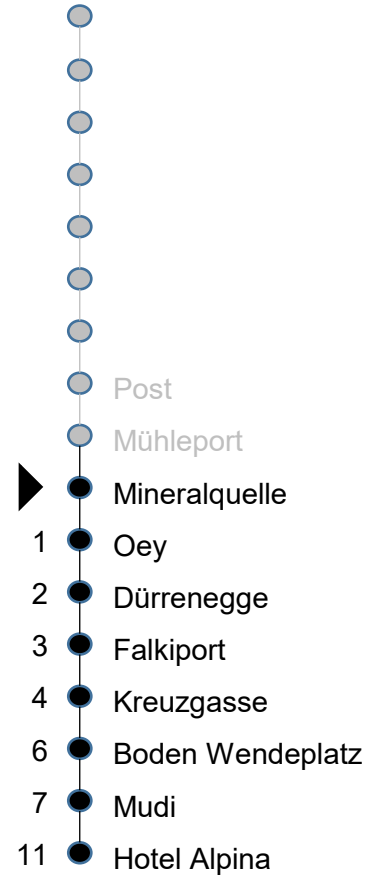 Post
Mühleport
Mineralquelle
1 Oey
2 Dürrenegge
3 Falkiport
4 Kreuzgasse
6 Boden Wendeplatz
7 Mudi
11 Hotel Alpina